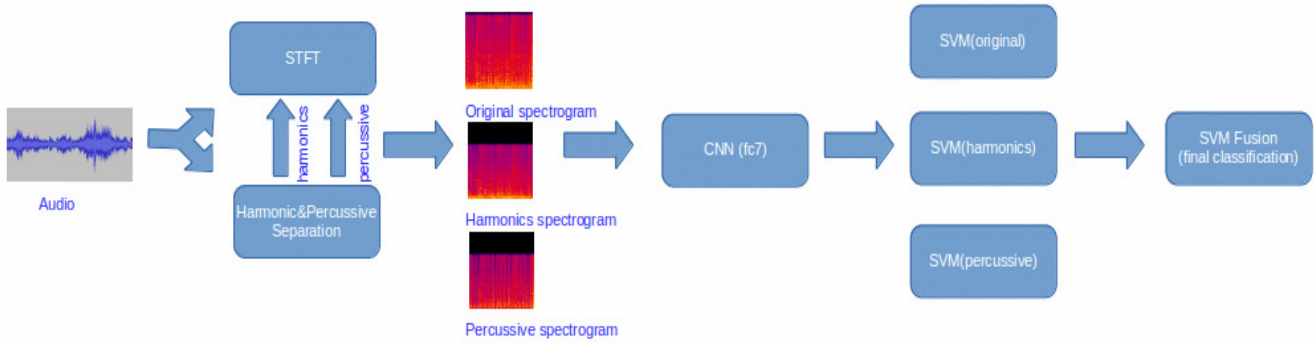 Audio
STFT
harmonics
percussive
Harmonic&Percussive
Separation
Original spectrogram
Harmonics spectrogram
Percussive spectrogram
CNN (fc7)
SVM(original)
SVM(harmonics)
SVM(percussive)
SVM Fusion
(final classification)